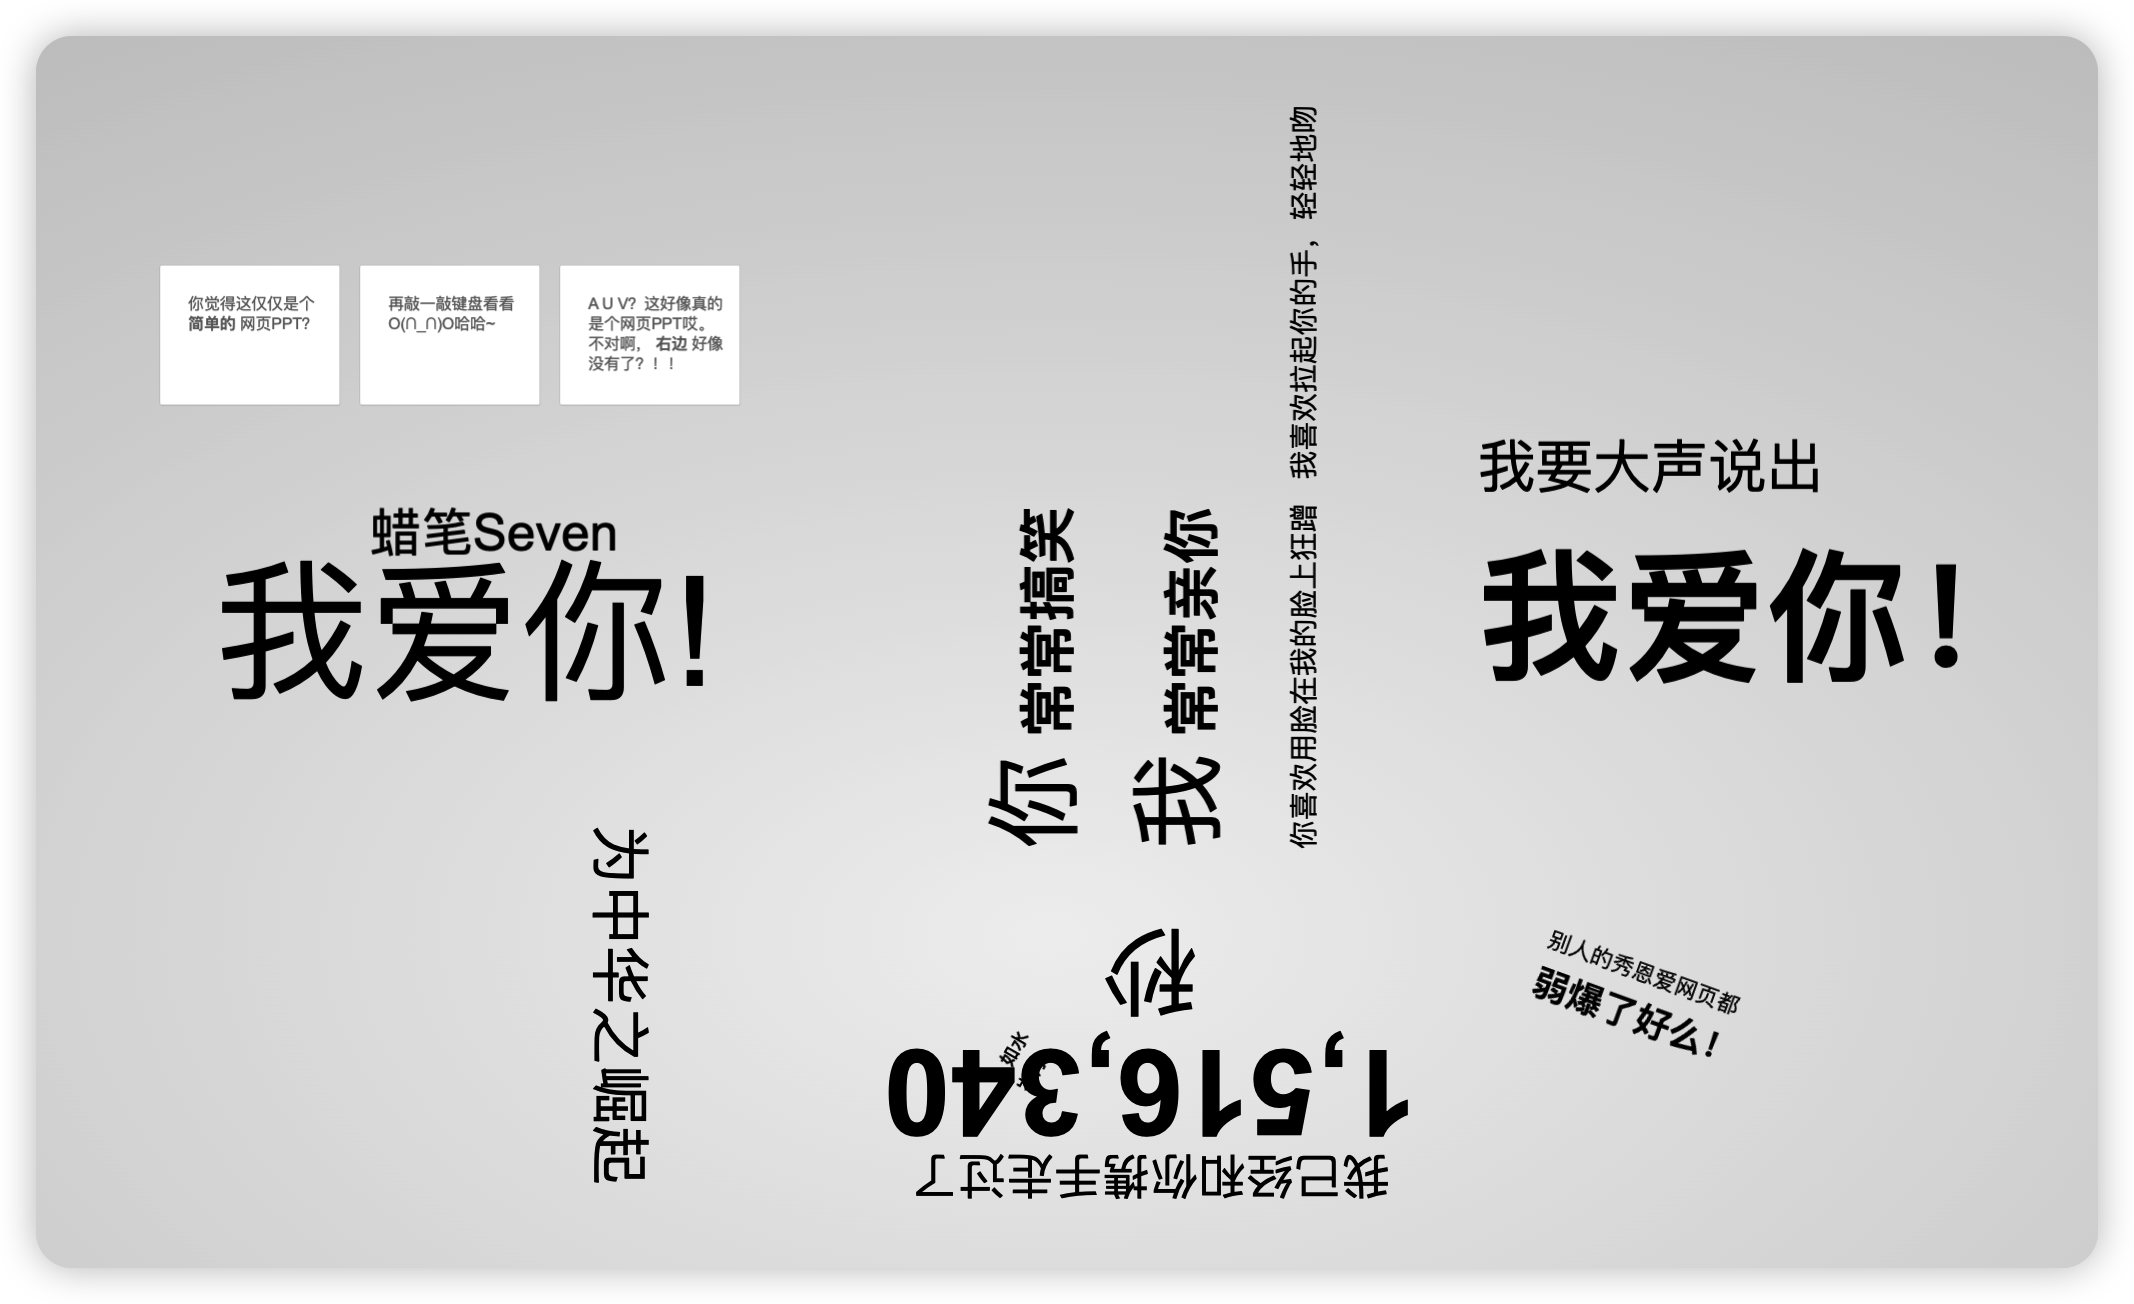 你觉得这仅仅是个
简单的 网页PPT?
再敲一敲键盘看看
O(∩_∩)O哈哈~
A U V? 这好像真的
是个网页PPT哎。
不对啊， 右边 好像
没有了? ! !
蜡笔Seven
我爱你!
你 常常搞笑
我 常常亲你
你喜欢用脸在我的脸上狂蹭 我喜欢拉起你的手，轻轻地吻
我要大声说出
我爱你！
为中华之崛起
我已经和你携手走过了
1,516,340
秒
如水
别人的秀恩爱网页都
弱爆了好么！